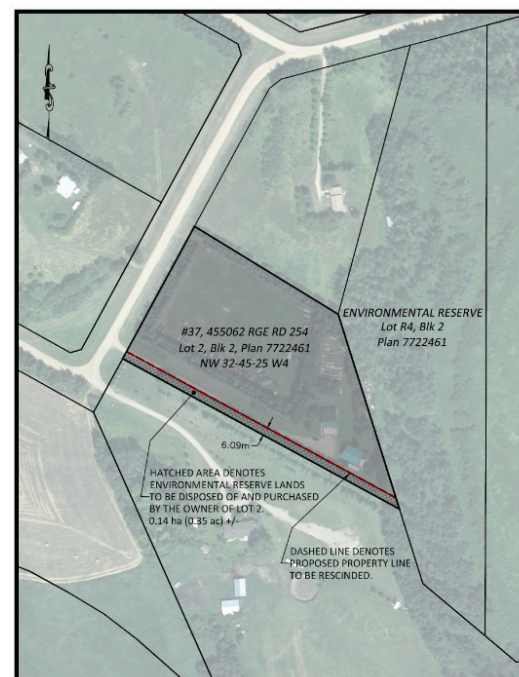 ENVIRONMENTAL RESERVE
Lot R4, Blk 2
Plan 7722461
#37, 455062 RGE RD 254
Lot 2, Blk 2, Plan 7722461
NW 32-45-25 W4
6.09m
HATCHED AREA DENOTES
ENVIRONMENTAL RESERVE LANDS
TO BE DISPOSED OF AND PURCHASED
BY THE OWNER OF LOT 2.
0.14 ha (0.35 ac) +/-
DASHED LINE DENOTES
PROPOSED PROPERTY LINE
TO BE RESCINDED.